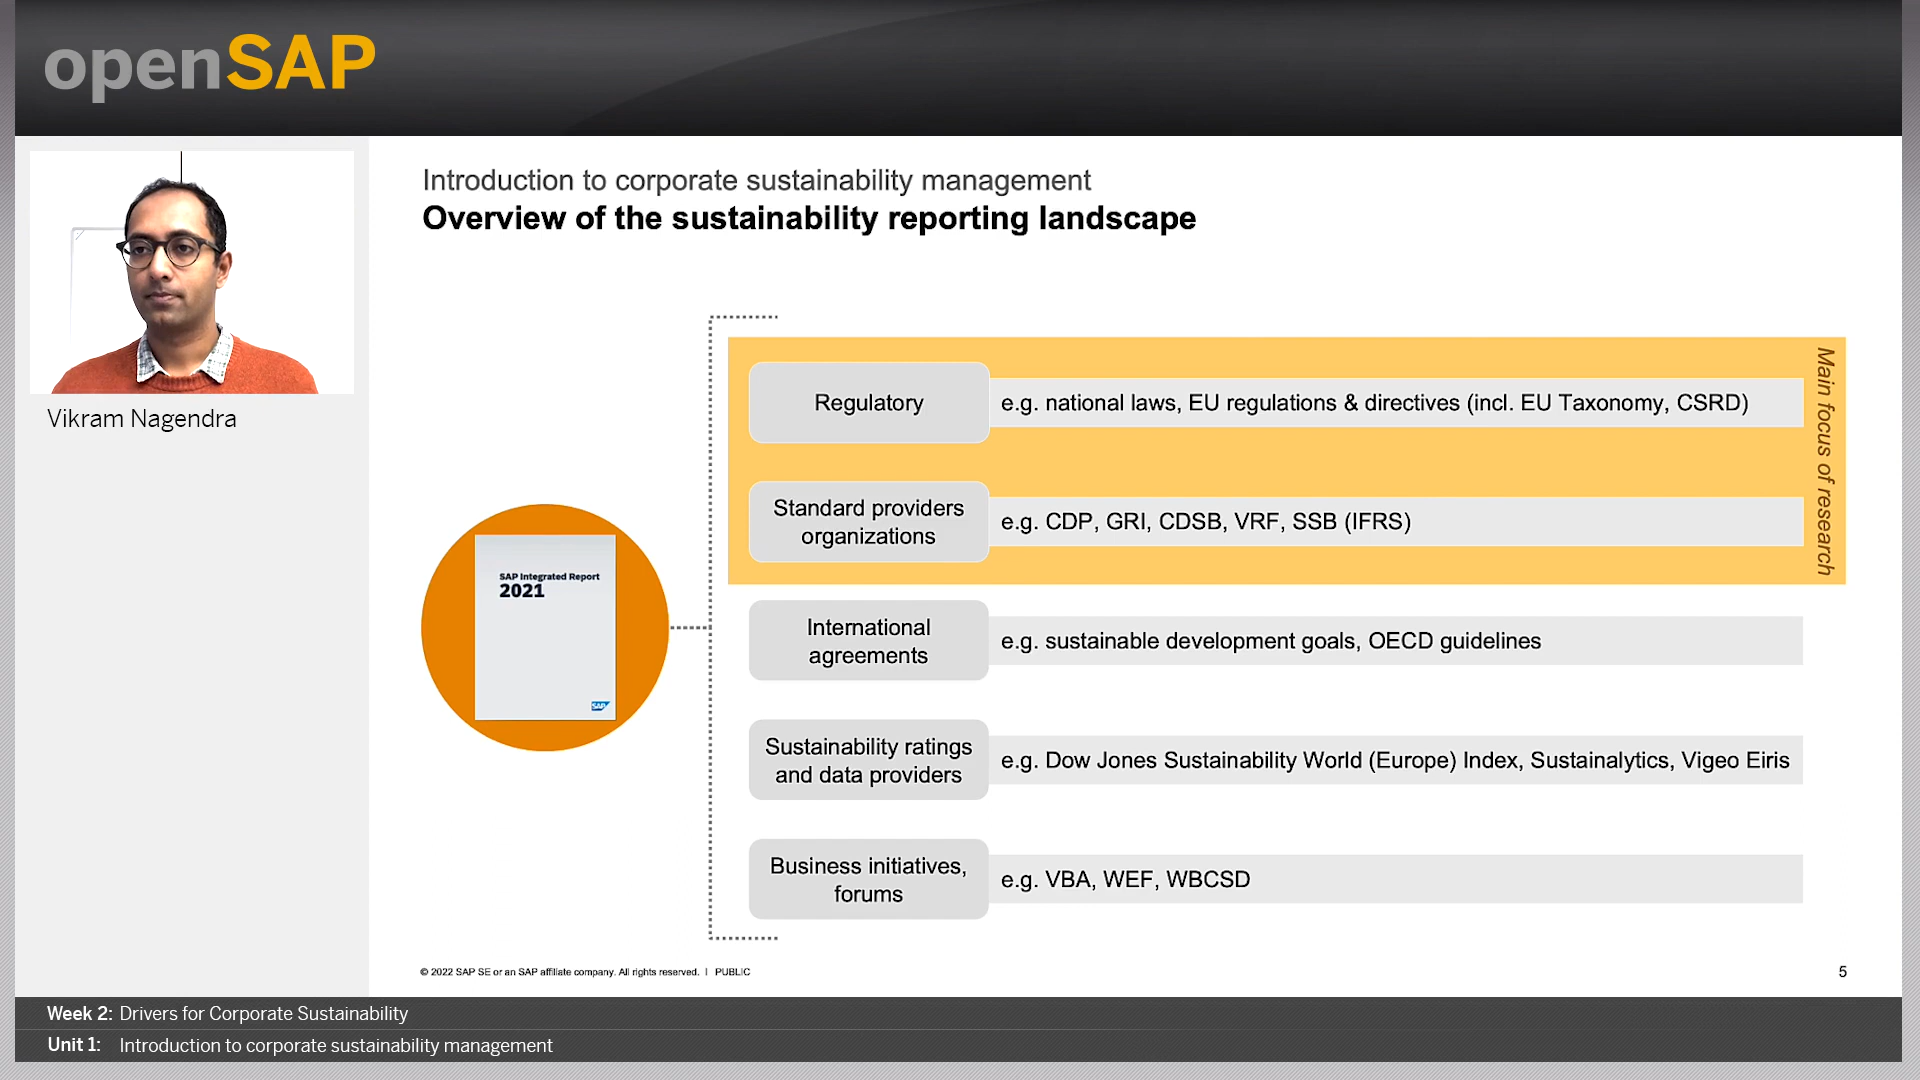 openSAP
Vikram Nagendra
Introduction to corporate sustainability management
Overview of the sustainability reporting landscape
SAP Integrated Report
2021
SAP
Main focus of research
Regulatory
e.g. national laws, EU regulations & directives (incl. EU Taxonomy, CSRD)
Standard providers
organizations
e.g. CDP, GRI, CDSB, VRF, SSB (IFRS)
International
agreements
e.g. sustainable development goals, OECD guidelines
Sustainability ratings
and data providers
e.g. Dow Jones Sustainability World (Europe) Index, Sustainalytics, Vigeo Eiris
Business initiatives,
forums
e.g. VBA, WEF, WBCSD
© 2022 SAP SE or an SAP affiliate company. All rights reserved. | PUBLIC
5
Week 2: Drivers for Corporate Sustainability
Unit 1: Introduction to corporate sustainability management